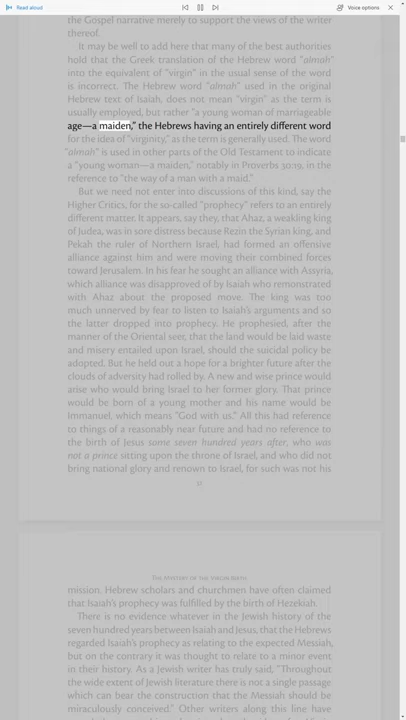 Read aloud
Voice options
the Gospel narrative merely to support the views of the writer
thereof.
It may be well to add here that many of the best authorities
hold that the Greek translation of the Hebrew word "almah"
into the equivalent of "virgin" in the usual sense of the word
is incorrect. The Hebrew word "almah" used in the original
Hebrew text of Isaiah, does not mean "virgin" as the term is
usually employed, but rather "a young woman of marriageable
age—a maiden," the Hebrews having an entirely different word
for the idea of "virginity," as the term is generally used. The word
"almah" is used in other parts of the Old Testament to indicate
a "young woman—a maiden," notably in Proverbs 30:19, in the
reference to "the way of a man with a maid."
But we need not enter into discussions of this kind, say the
Higher Critics, for the so-called "prophecy" refers to an entirely
different matter. It appears, say they, that Ahaz, a weakling king
of Judea, was in sore distress because Rezin the Syrian king, and
Pekah the ruler of Northern Israel, had formed an offensive
alliance against him and were moving their combined forces
toward Jerusalem. In his fear he sought an alliance with Assyria,
which alliance was disapproved of by Isaiah who remonstrated
with Ahaz about the proposed move. The king was too
much unnerved by fear to listen to Isaiah's arguments and so
the latter dropped into prophecy. He prophesied, after the
manner of the Oriental seer, that the land would be laid waste
and misery entailed upon Israel, should the suicidal policy be
adopted. But he held out a hope for a brighter future after the
clouds of adversity had rolled by. A new and wise prince would
arise who would bring Israel to her former glory. That prince
would be born of a young mother and his name would be
Immanuel, which means "God with us." All this had reference
to things of a reasonably near future and had no reference to
the birth of Jesus some seven hundred years after, who was
not a prince sitting upon the throne of Israel, and who did not
bring national glory and renown to Israel, for such was not his
The Mystery of the Virgin Birth
mission. Hebrew scholars and churchmen have often claimed
that Isaiah's prophecy was fulfilled by the birth of Hezekiah.
There is no evidence whatever in the Jewish history of the
seven hundred years between Isaiah and Jesus, that the Hebrews
regarded Isaiah's prophecy as relating to the expected Messiah,
but on the contrary it was thought to relate to a minor event
in their history. As a Jewish writer has truly said, "Throughout
the wide extent of Jewish literature there is not a single passage
which can bear the construction that the Messiah should be
miraculously conceived." Other writers along this line have